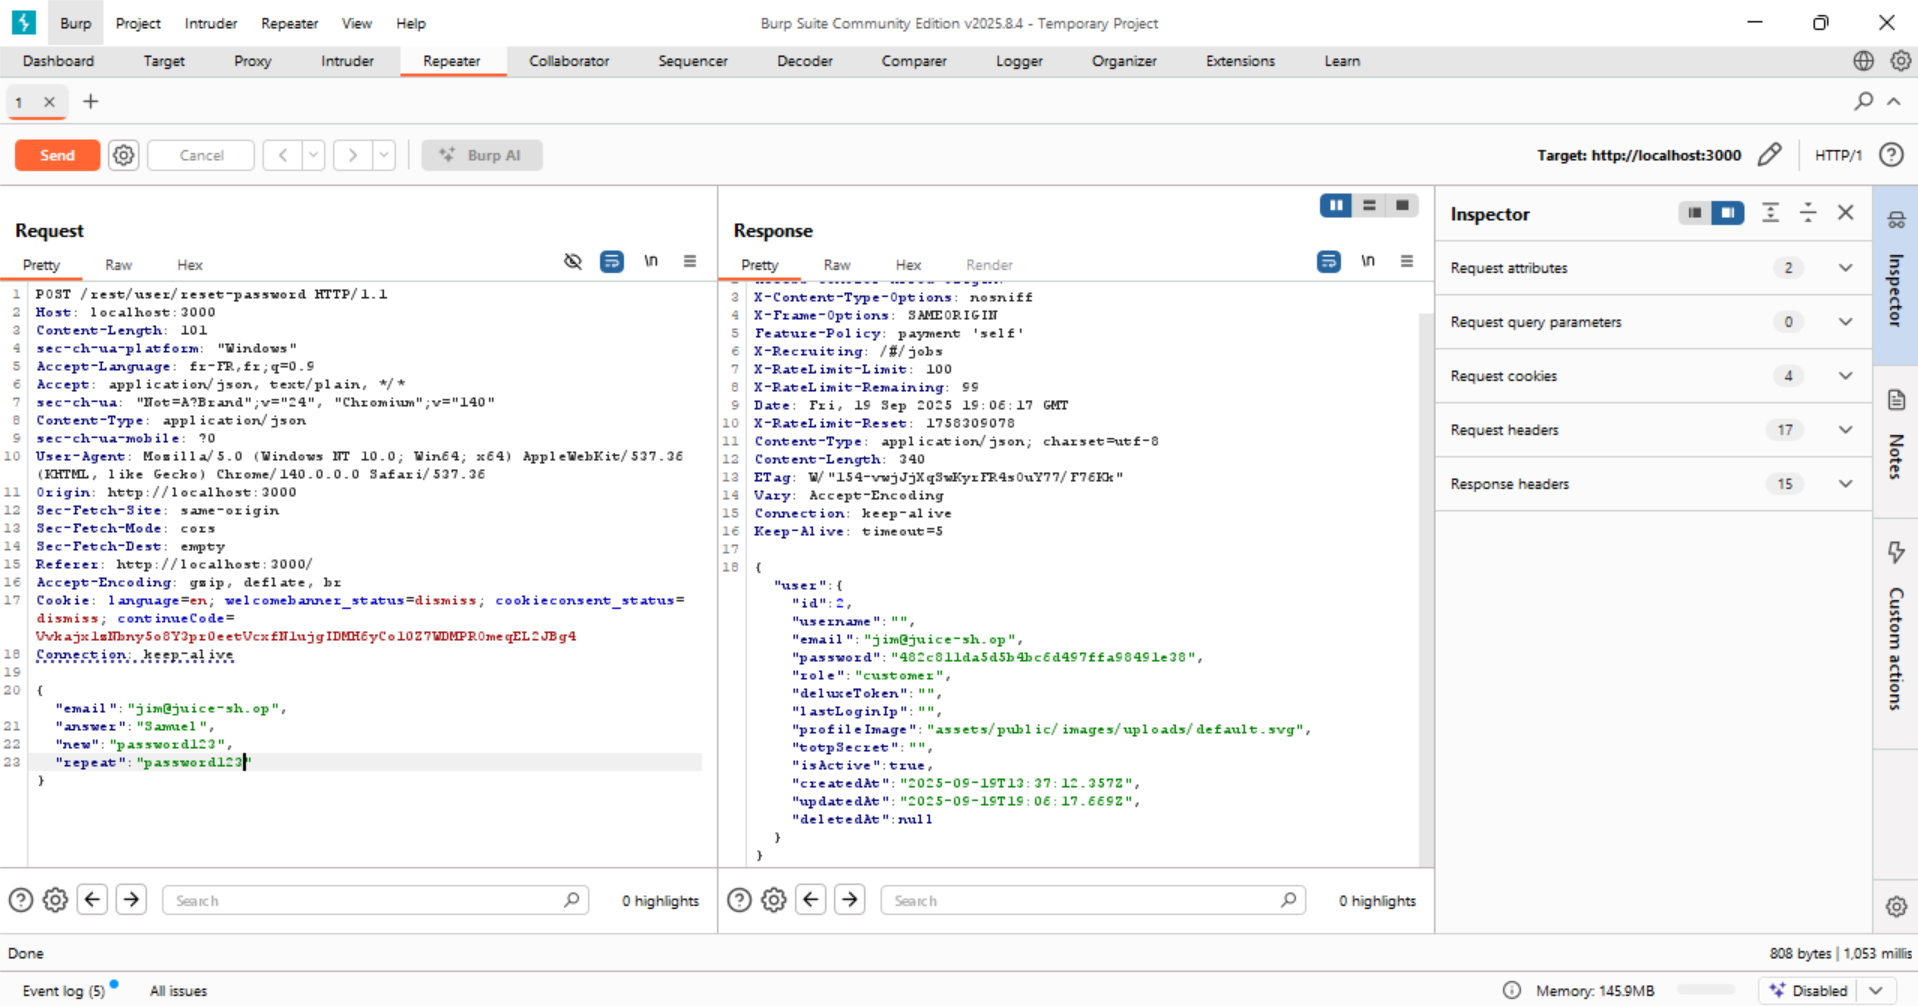 Burp Project Intruder Repeater View Help Burp Suite Community Edition v2025.8.4 - Temporary Project
Dashboard Target Proxy Intruder Repeater Collaborator Sequencer Decoder Comparer Logger Organizer Extensions Learn
1
Send Cancel Burp AI Target: http://localhost:3000 HTTP/1
Request
Pretty Raw Hex \n
1 POST /rest/user/reset-password HTTP/1.1
2 Host: localhost:3000
3 Content-Length: 101
4 sec-ch-ua-platform: "Windows"
5 Accept-Language: fr-FR,fr;q=0.9
6 Accept: application/json, text/plain, */*
7 sec-ch-ua: "Not=A?Brand";v="24", "Chromium";v="140"
8 Content-Type: application/json
9 sec-ch-ua-mobile: ?0
10 User-Agent: Mozilla/5.0 (Windows NT 10.0; Win64; x64) AppleWebKit/537.36
(KHTML, like Gecko) Chrome/140.0.0.0 Safari/537.36
11 Origin: http://localhost:3000
12 Sec-Fetch-Site: same-origin
13 Sec-Fetch-Mode: cors
14 Sec-Fetch-Dest: empty
15 Referer: http://localhost:3000/
16 Accept-Encoding: gzip, deflate, br
17 Cookie: language=en; welcomebanner_status=dismiss; cookieconsent_status=
dismiss; continueCode=
18 Connection: keep-alive
19
20 {
"email":"jim@juice-sh.op",
21 "answer":"Samuel",
22 "new":"password123",
23 "repeat":"password123"
}
Response
Pretty Raw Hex Render \n
3 X-Content-Type-Options: nosniff
4 X-Frame-Options: SAMEORIGIN
5 Feature-Policy: payment 'self'
6 X-Recruiting: /#/jobs
7 X-RateLimit-Limit: 100
8 X-RateLimit-Remaining: 99
9 Date: Fri, 19 Sep 2025 19:06:17 GMT
10 X-RateLimit-Reset: 1758309078
11 Content-Type: application/json; charset=utf-8
12 Content-Length: 340
13 ETag:
14 Vary: Accept-Encoding
15 Connection: keep-alive
16 Keep-Alive: timeout=5
17
18 {
"user":{
"id":2,
"username":"",
"email":"jim@juice-sh.op",
"password":"482c811da5d5b4bc6d497ffa98491e38",
"role":"customer",
"deluxeToken":"",
"lastLoginIp":"",
"profileImage":"assets/public/images/uploads/default.svg",
"totpSecret":"",
"isActive":true,
"createdAt":"2025-09-19T13:37:12.357Z",
"updatedAt":"2025-09-19T19:06:17.669Z",
"deletedAt":null
}
}
Inspector
Request attributes 2
Request query parameters 0
Request cookies 4
Request headers 17
Response headers 15
Inspector
Notes
Custom actions
Search 0 highlights
Search 0 highlights
Done 808 bytes | 1,053 millis
Event log (5) All issues Memory: 145.9MB Disabled